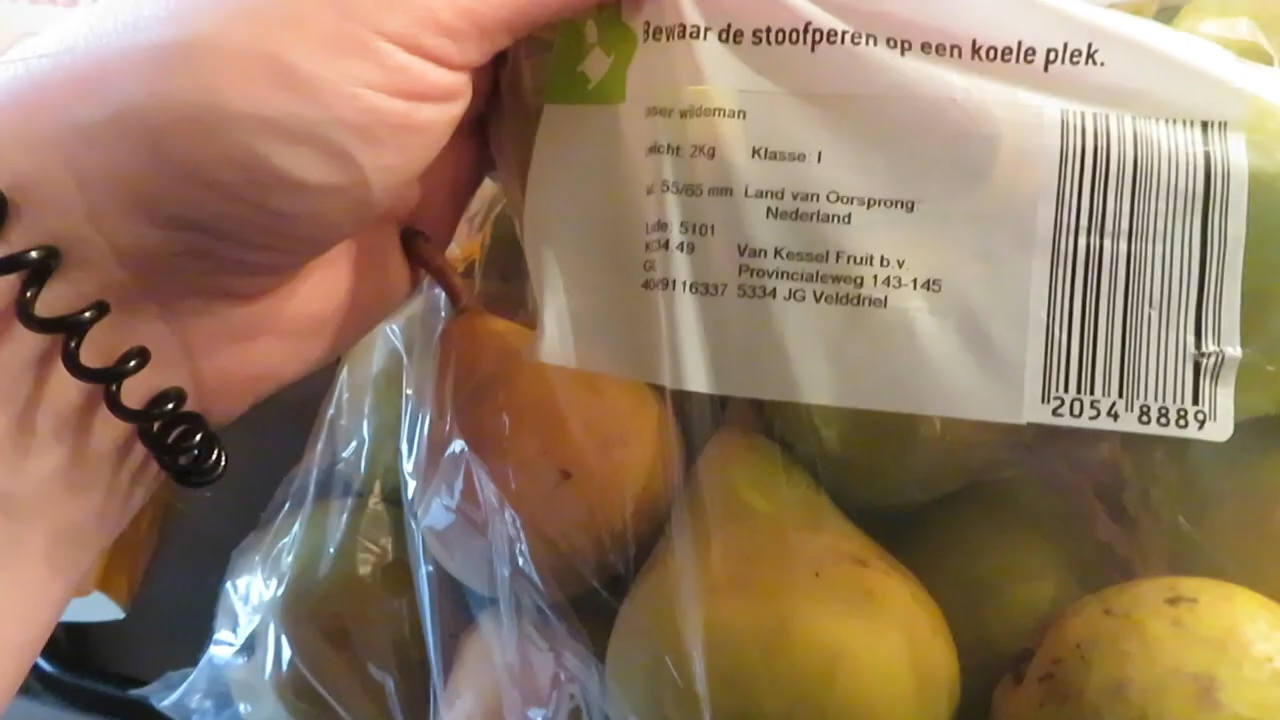 Bewaar de stoofperen op een koele plek.
wildeman
2Kg Klasse: I
55/65 mm Land van Oorsprong:
Nederland
5101
Van Kessel Fruit b.v.
Provincialeweg 143-145
5334 JG Velddriel
2054 8889